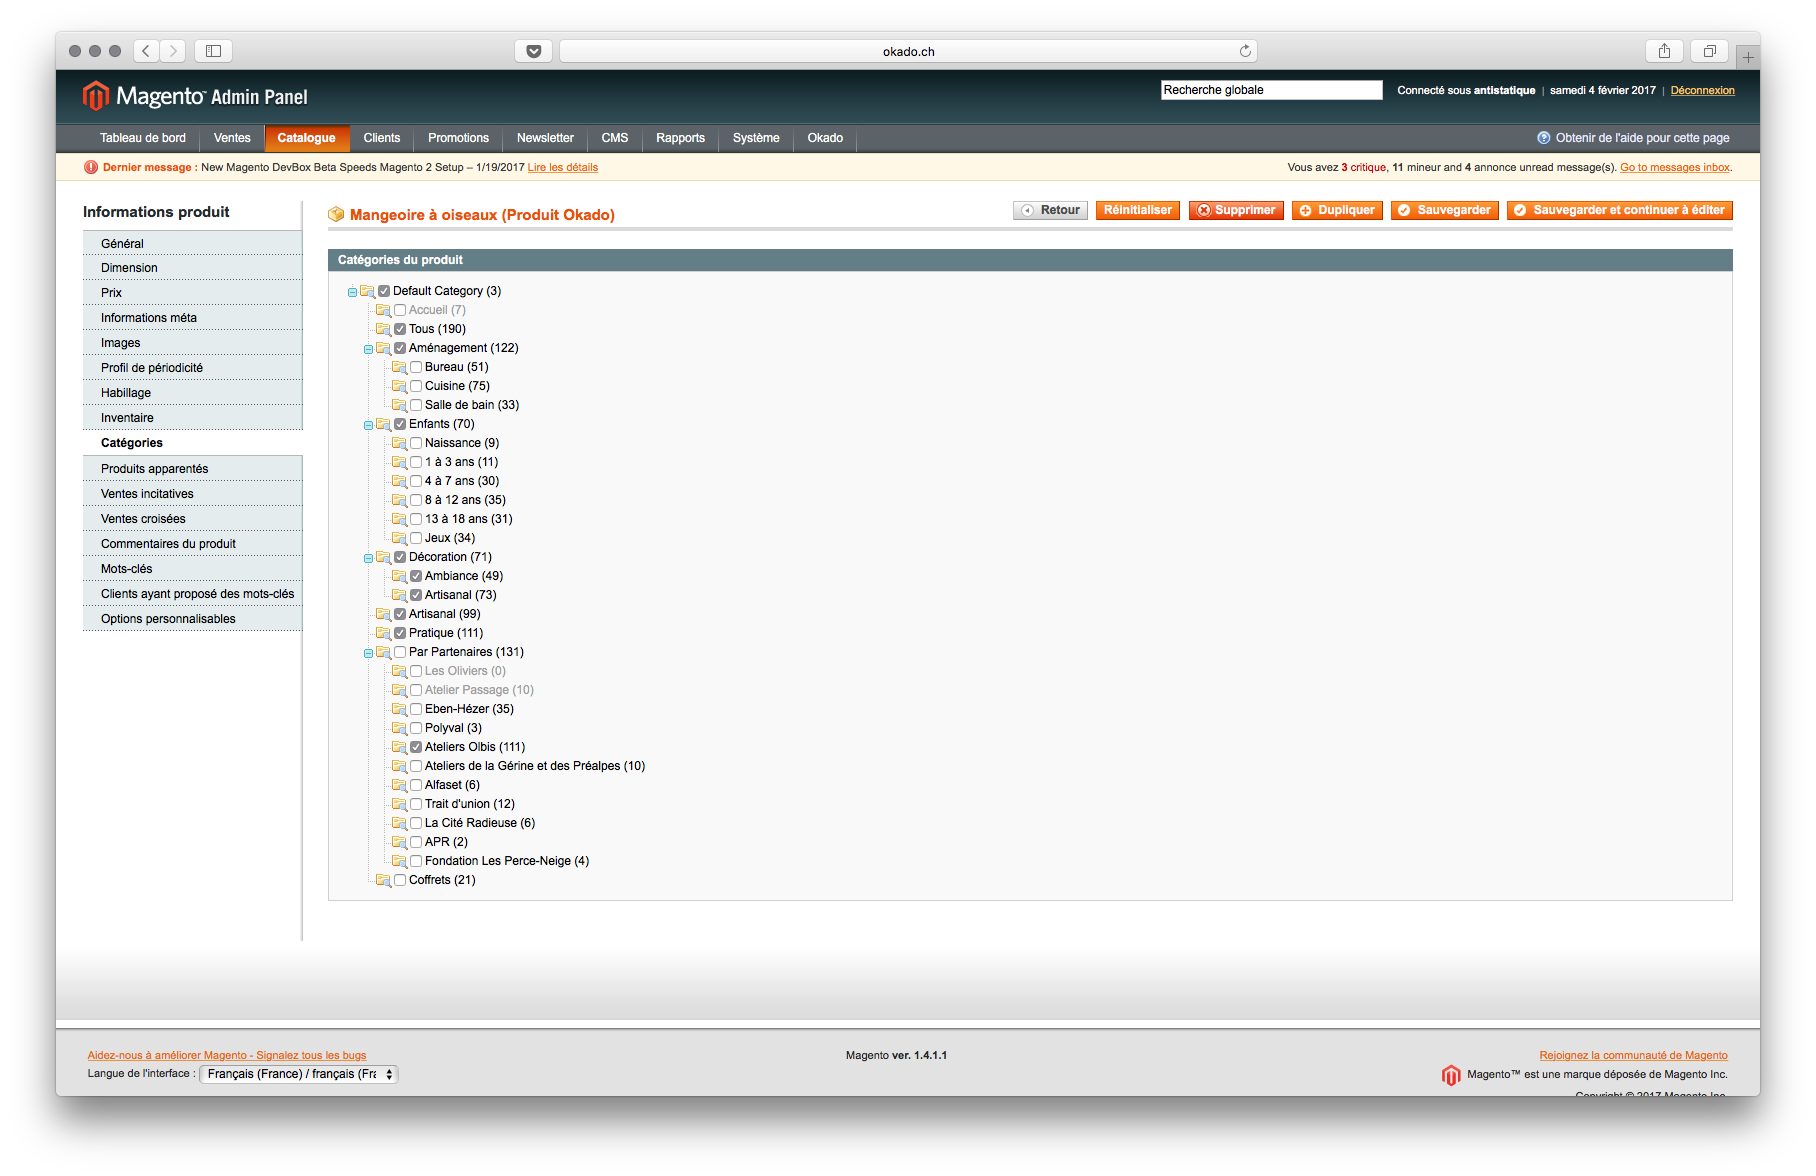 okado.ch
Magento™ Admin Panel
Recherche globale
Connecté sous antistatique | samedi 4 février 2017 | Déconnexion
Tableau de bord Ventes Catalogue Clients Promotions Newsletter CMS Rapports Système Okado
Obtenir de l'aide pour cette page
Dernier message : New Magento DevBox Beta Speeds Magento 2 Setup – 1/19/2017 Lire les détails
Vous avez 3 critique, 11 mineur and 4 annonce unread message(s). Go to messages inbox.
Informations produit
Général
Dimension
Prix
Informations méta
Images
Profil de périodicité
Habillage
Inventaire
Catégories
Produits apparentés
Ventes incitatives
Ventes croisées
Commentaires du produit
Mots-clés
Clients ayant proposé des mots-clés
Options personnalisables
Mangeoire à oiseaux (Produit Okado)
Retour Réinitialiser Supprimer Dupliquer Sauvegarder Sauvegarder et continuer à éditer
Catégories du produit
Default Category (3)
Accueil (7)
Tous (190)
Aménagement (122)
Bureau (51)
Cuisine (75)
Salle de bain (33)
Enfants (70)
Naissance (9)
1 à 3 ans (11)
4 à 7 ans (30)
8 à 12 ans (35)
13 à 18 ans (31)
Jeux (34)
Décoration (71)
Ambiance (49)
Artisanal (73)
Artisanal (99)
Pratique (111)
Par Partenaires (131)
Les Oliviers (0)
Atelier Passage (10)
Eben-Hézer (35)
Polyval (3)
Ateliers Olbis (111)
Ateliers de la Gérine et des Préalpes (10)
Alfaset (6)
Trait d'union (12)
La Cité Radieuse (6)
APR (2)
Fondation Les Perce-Neige (4)
Coffrets (21)
Aidez-nous à améliorer Magento - Signalez tous les bugs
Langue de l'interface : Français (France) / français (Fra
Magento ver. 1.4.1.1
Rejoignez la communauté de Magento
Magento™ est une marque déposée de Magento Inc.
Copyright © 2017 Magento Inc.